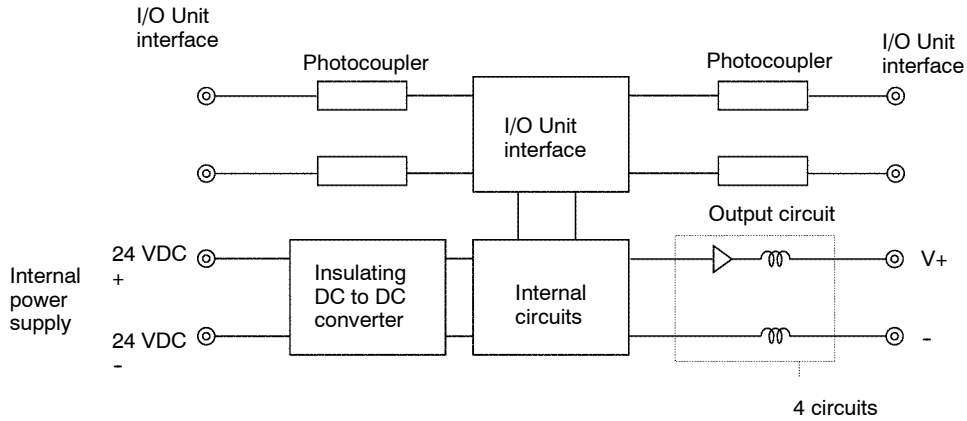 I/O Unit
interface
Photocoupler
Photocoupler
I/O Unit
interface
I/O Unit
interface
Output circuit
Internal
power
supply
24 VDC
+
24 VDC
-
Insulating
DC to DC
converter
Internal
circuits
V+
-
4 circuits